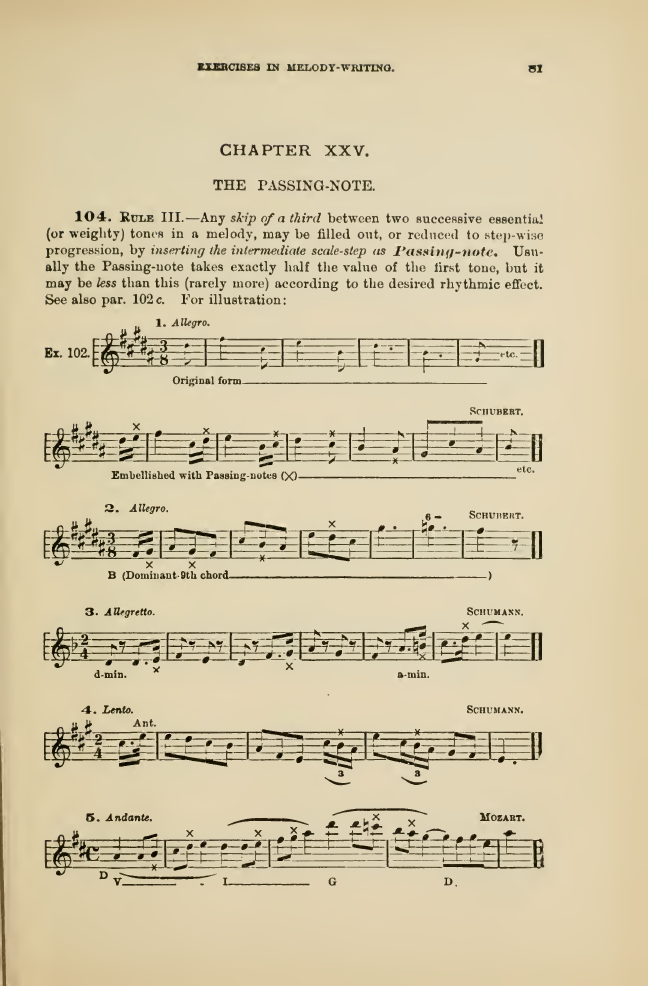 EXERCISES IN MELODY-WRITING. 81
CHAPTER XXV.
THE PASSING-NOTE.
104. RULE III.—Any skip of a third between two successive essential
(or weighty) tones in a melody, may be filled out, or reduced to step-wise
progression, by inserting the intermediate scale-step as Passing-note. Usu-
ally the Passing-note takes exactly half the value of the first tone, but it
may be less than this (rarely more) according to the desired rhythmic effect.
See also par. 102 c. For illustration:
1. Allegro.
Ex. 102. 3 8 etc.
Original form
SCHUBERT.
× × × × ×
Embellished with Passing-notes (×) etc.
2. Allegro. 6 – SCHUBERT.
3 8 ×
× × ×
B (Dominant-9th chord )
3. Allegretto. SCHUMANN.
2 4 ×
× × ×
d-min. a-min.
4. Lento. SCHUMANN.
Ant.
2 4 × ×
3 3
5. Andante. MOZART.
× × × × ×
×
D V I G D.